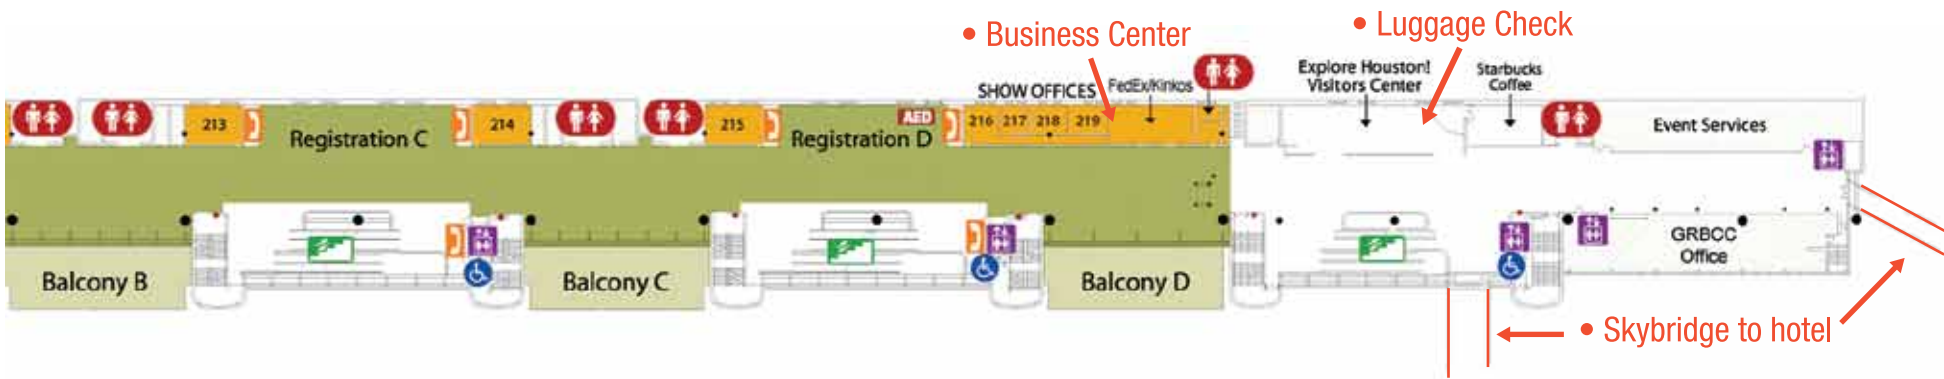 • Business Center
• Luggage Check
SHOW OFFICES
FedEx/Kinkos
Explore Houston!
Visitors Center
Starbucks
Coffee
213
Registration C
214
215
Registration D
AED
216 217 218 219
Event Services
Balcony B
Balcony C
Balcony D
GRBCC
Office
• Skybridge to hotel